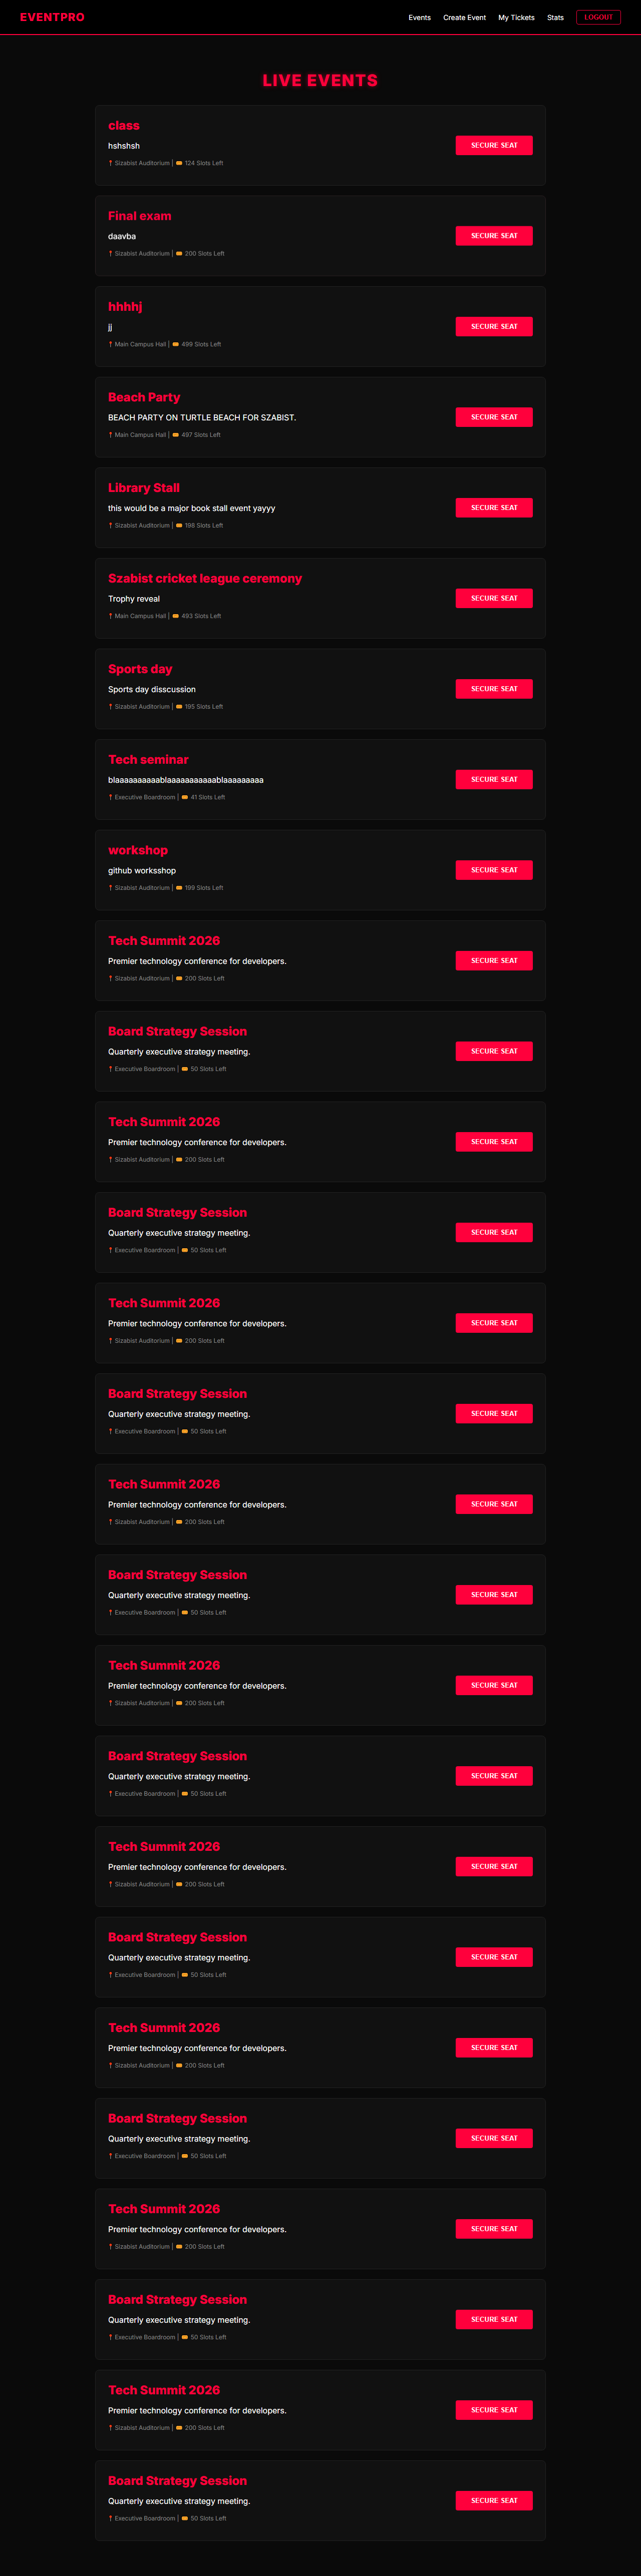 EVENTPRO
Events Create Event My Tickets Stats LOGOUT
LIVE EVENTS
class
hshshsh
Sizabist Auditorium | 124 Slots Left
SECURE SEAT
Final exam
daavba
Sizabist Auditorium | 200 Slots Left
SECURE SEAT
hhhhj
jj
Main Campus Hall | 499 Slots Left
SECURE SEAT
Beach Party
BEACH PARTY ON TURTLE BEACH FOR SZABIST.
Main Campus Hall | 497 Slots Left
SECURE SEAT
Library Stall
this would be a major book stall event yayyy
Sizabist Auditorium | 198 Slots Left
SECURE SEAT
Szabist cricket league ceremony
Trophy reveal
Main Campus Hall | 493 Slots Left
SECURE SEAT
Sports day
Sports day disscussion
Sizabist Auditorium | 195 Slots Left
SECURE SEAT
Tech seminar
blaaaaaaaaaablaaaaaaaaaaablaaaaaaaaa
Executive Boardroom | 41 Slots Left
SECURE SEAT
workshop
github worksshop
Sizabist Auditorium | 199 Slots Left
SECURE SEAT
Tech Summit 2026
Premier technology conference for developers.
Sizabist Auditorium | 200 Slots Left
SECURE SEAT
Board Strategy Session
Quarterly executive strategy meeting.
Executive Boardroom | 50 Slots Left
SECURE SEAT
Tech Summit 2026
Premier technology conference for developers.
Sizabist Auditorium | 200 Slots Left
SECURE SEAT
Board Strategy Session
Quarterly executive strategy meeting.
Executive Boardroom | 50 Slots Left
SECURE SEAT
Tech Summit 2026
Premier technology conference for developers.
Sizabist Auditorium | 200 Slots Left
SECURE SEAT
Board Strategy Session
Quarterly executive strategy meeting.
Executive Boardroom | 50 Slots Left
SECURE SEAT
Tech Summit 2026
Premier technology conference for developers.
Sizabist Auditorium | 200 Slots Left
SECURE SEAT
Board Strategy Session
Quarterly executive strategy meeting.
Executive Boardroom | 50 Slots Left
SECURE SEAT
Tech Summit 2026
Premier technology conference for developers.
Sizabist Auditorium | 200 Slots Left
SECURE SEAT
Board Strategy Session
Quarterly executive strategy meeting.
Executive Boardroom | 50 Slots Left
SECURE SEAT
Tech Summit 2026
Premier technology conference for developers.
Sizabist Auditorium | 200 Slots Left
SECURE SEAT
Board Strategy Session
Quarterly executive strategy meeting.
Executive Boardroom | 50 Slots Left
SECURE SEAT
Tech Summit 2026
Premier technology conference for developers.
Sizabist Auditorium | 200 Slots Left
SECURE SEAT
Board Strategy Session
Quarterly executive strategy meeting.
Executive Boardroom | 50 Slots Left
SECURE SEAT
Tech Summit 2026
Premier technology conference for developers.
Sizabist Auditorium | 200 Slots Left
SECURE SEAT
Board Strategy Session
Quarterly executive strategy meeting.
Executive Boardroom | 50 Slots Left
SECURE SEAT
Tech Summit 2026
Premier technology conference for developers.
Sizabist Auditorium | 200 Slots Left
SECURE SEAT
Board Strategy Session
Quarterly executive strategy meeting.
Executive Boardroom | 50 Slots Left
SECURE SEAT